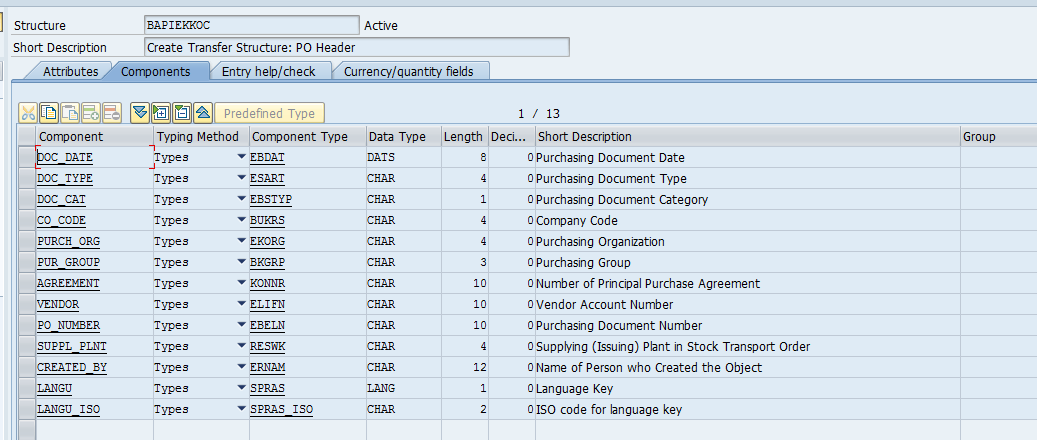 Structure BAPIEKKOC Active
Short Description Create Transfer Structure: PO Header
Attributes Components Entry help/check Currency/quantity fields
Predefined Type 1 / 13
Component Typing Method Component Type Data Type Length Deci... Short Description Group
DOC_DATE Types EBDAT DATS 8 0 Purchasing Document Date
DOC_TYPE Types ESART CHAR 4 0 Purchasing Document Type
DOC_CAT Types EBSTYP CHAR 1 0 Purchasing Document Category
CO_CODE Types BUKRS CHAR 4 0 Company Code
PURCH_ORG Types EKORG CHAR 4 0 Purchasing Organization
PUR_GROUP Types BKGRP CHAR 3 0 Purchasing Group
AGREEMENT Types KONNR CHAR 10 0 Number of Principal Purchase Agreement
VENDOR Types ELIFN CHAR 10 0 Vendor Account Number
PO_NUMBER Types EBELN CHAR 10 0 Purchasing Document Number
SUPPL_PLNT Types RESWK CHAR 4 0 Supplying (Issuing) Plant in Stock Transport Order
CREATED_BY Types ERNAM CHAR 12 0 Name of Person who Created the Object
LANGU Types SPRAS LANG 1 0 Language Key
LANGU_ISO Types SPRAS_ISO CHAR 2 0 ISO code for language key